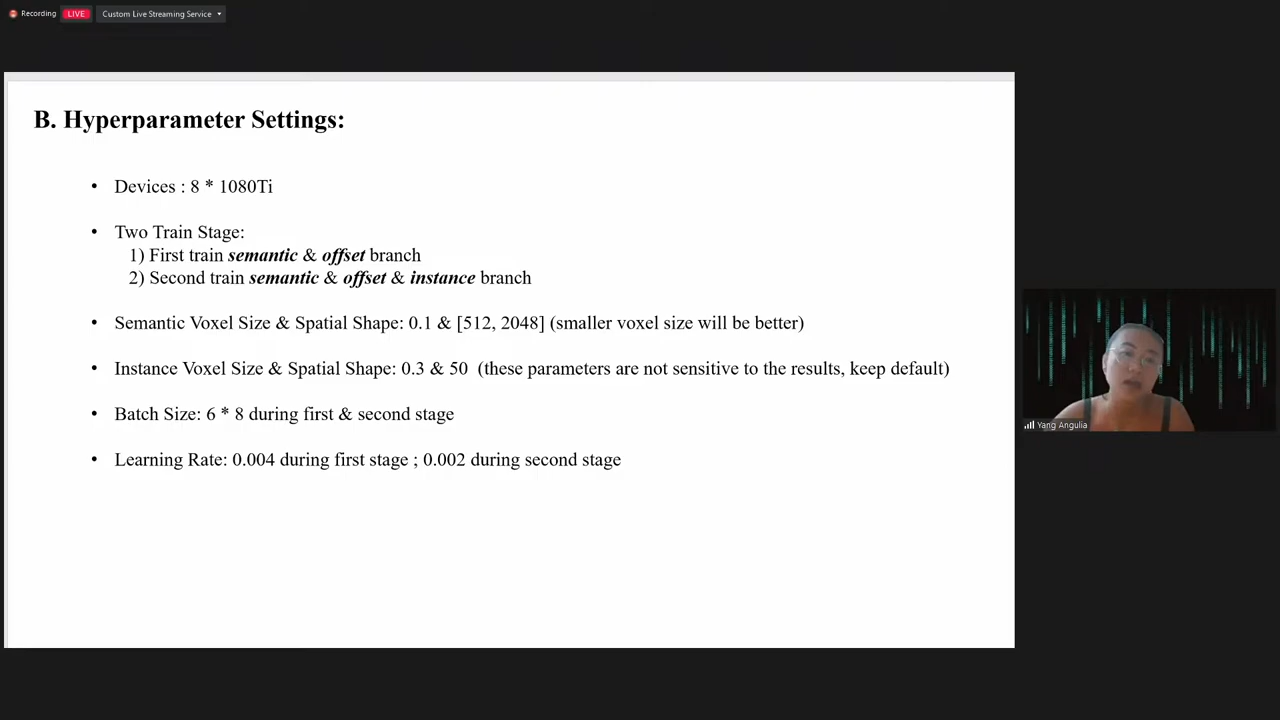 Recording LIVE Custom Live Streaming Service
B. Hyperparameter Settings:
• Devices : 8 * 1080Ti
• Two Train Stage:
1) First train semantic & offset branch
2) Second train semantic & offset & instance branch
• Semantic Voxel Size & Spatial Shape: 0.1 & [512, 2048] (smaller voxel size will be better)
• Instance Voxel Size & Spatial Shape: 0.3 & 50 (these parameters are not sensitive to the results, keep default)
• Batch Size: 6 * 8 during first & second stage
• Learning Rate: 0.004 during first stage ; 0.002 during second stage
Yang Angulia